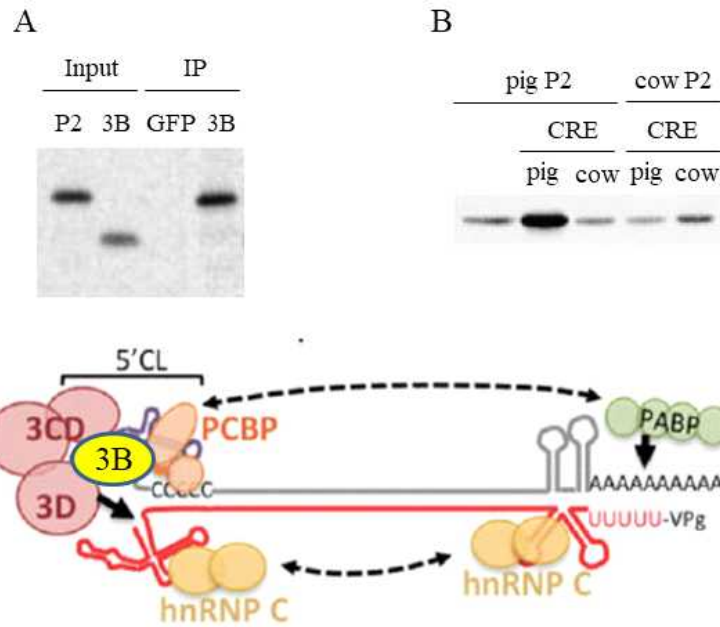 A
Input IP
P2 3B GFP 3B
B
pig P2 cow P2
CRE CRE
pig cow pig cow
5'CL
3CD
PCBP
3B
3D
CCCCC
PABP
AAAAAAAAAA
UUUUU-VPg
hnRNP C
hnRNP C